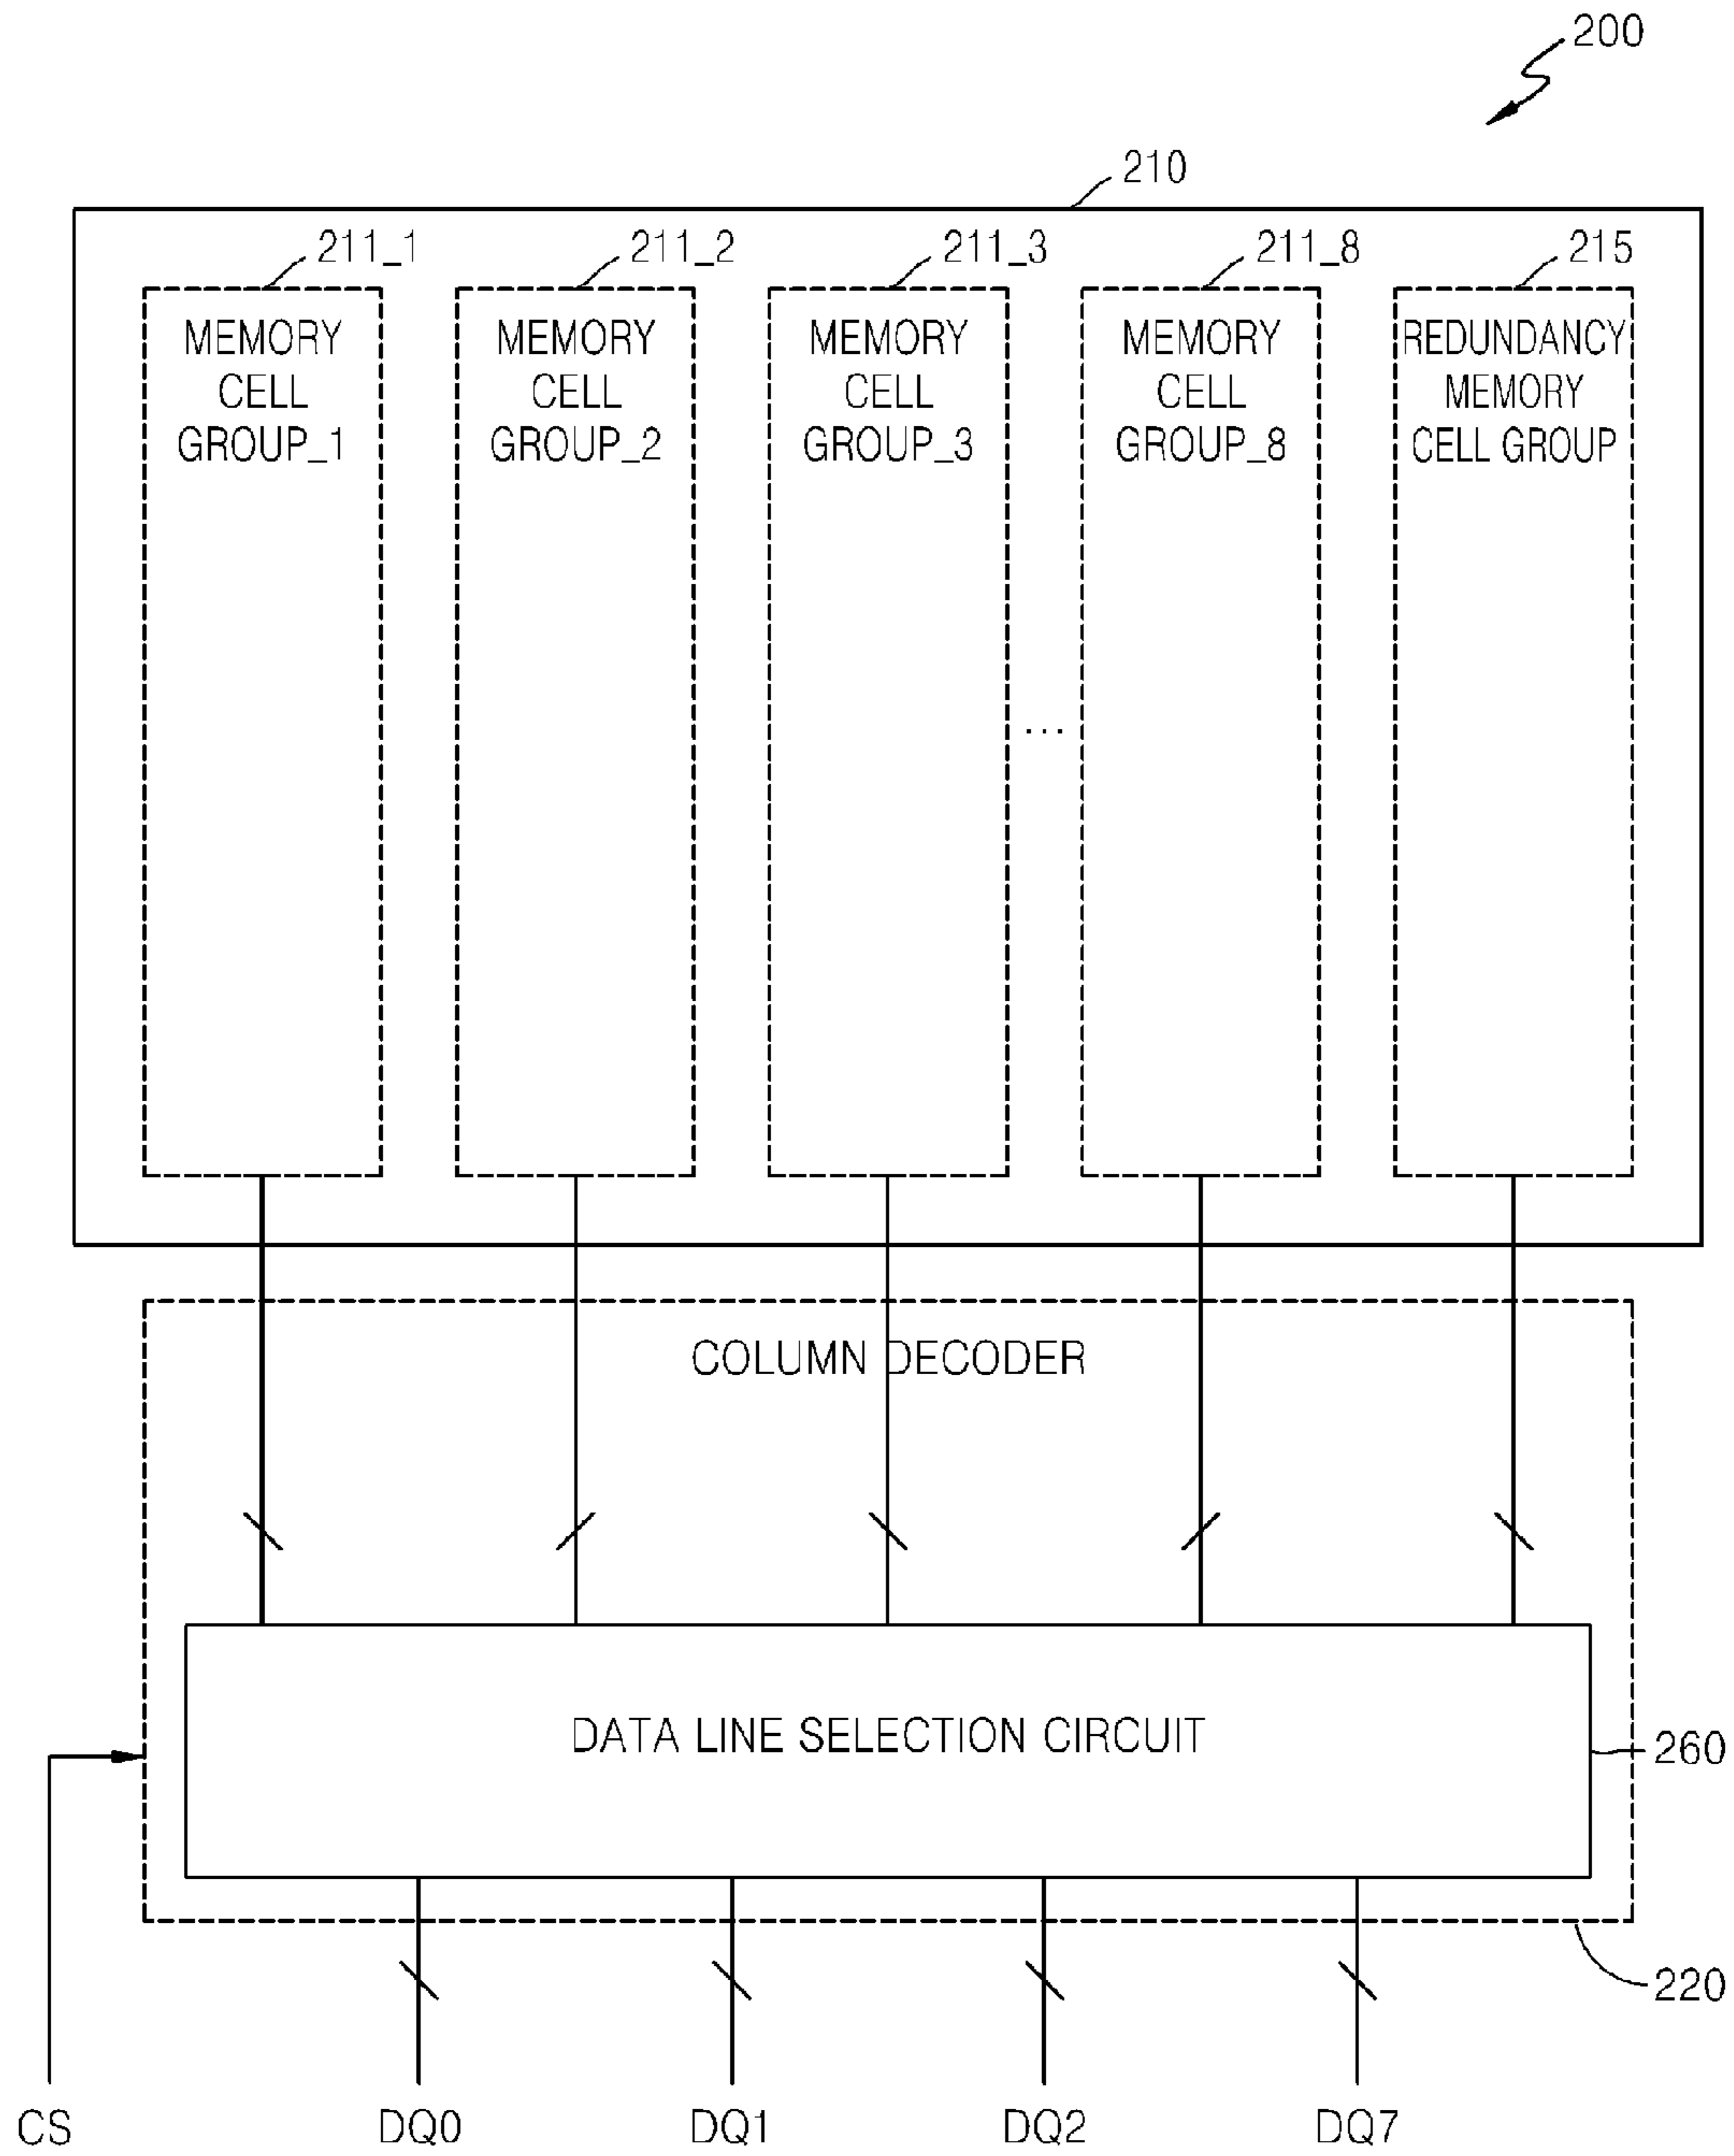 200
210
211_1
211_2
211_3
211_8
215
MEMORY
CELL
GROUP_1
MEMORY
CELL
GROUP_2
MEMORY
CELL
GROUP_3
MEMORY
CELL
GROUP_8
REDUNDANCY
MEMORY
CELL GROUP
...
COLUMN DECODER
DATA LINE SELECTION CIRCUIT
260
220
CS
DQ0
DQ1
DQ2
DQ7